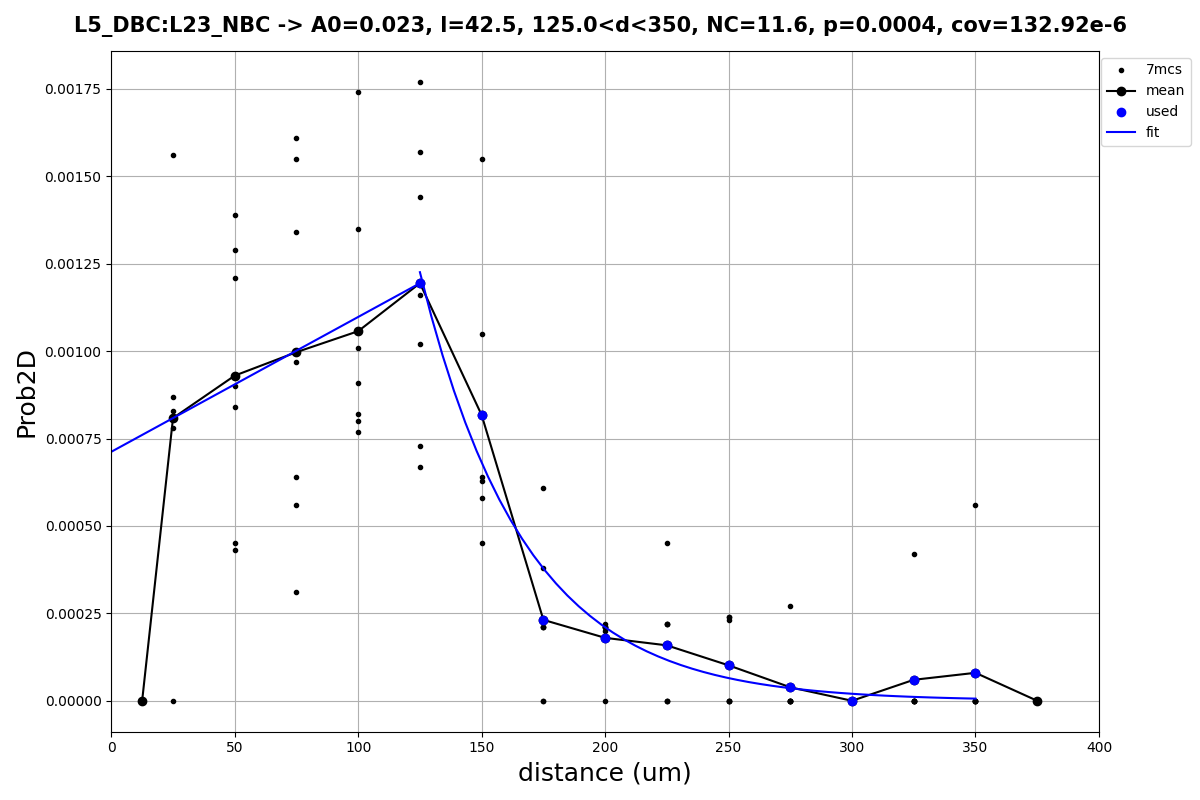 L5_DBC:L23_NBC -> A0=0.023, l=42.5, 125.0<d<350, NC=11.6, p=0.0004, cov=132.92e-6
7mcs
mean
used
fit
Prob2D
0.00175
0.00150
0.00125
0.00100
0.00075
0.00050
0.00025
0.00000
0 50 100 150 200 250 300 350 400
distance (um)